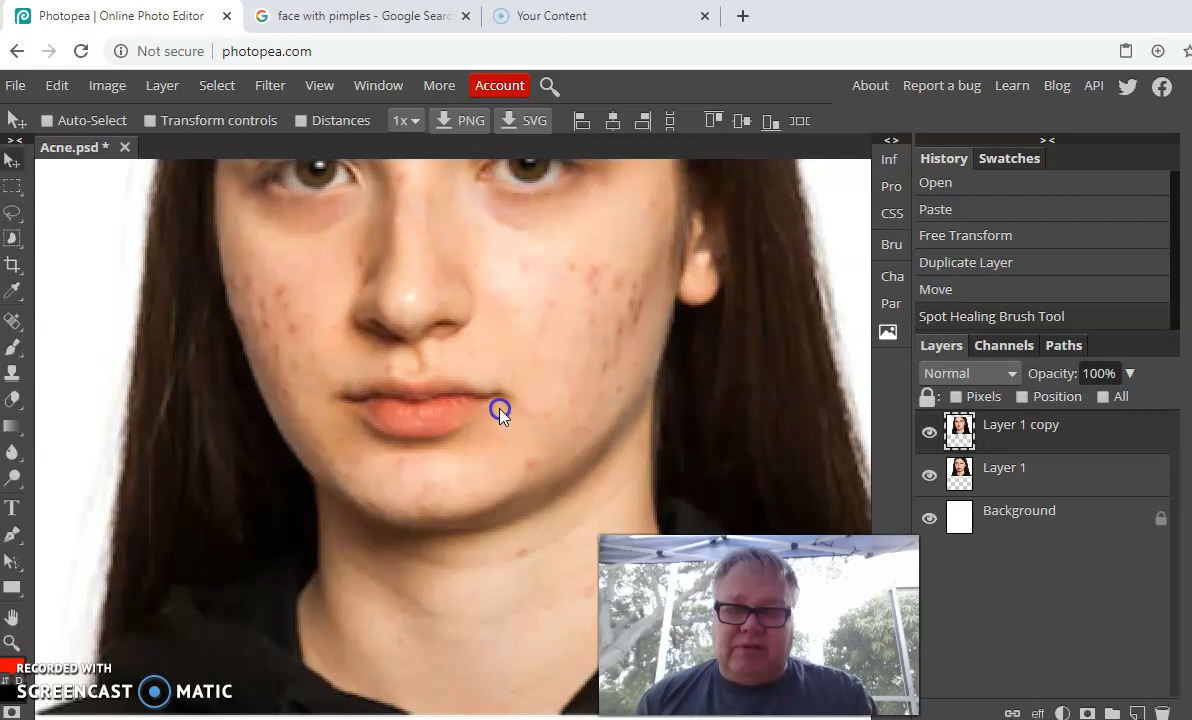 Photopea | Online Photo Editor
face with pimples - Google Searc
Your Content
Not secure
photopea.com
File Edit Image Layer Select Filter View Window More Account
About Report a bug Learn Blog API
Auto-Select Transform controls Distances 1x PNG SVG
Acne.psd *
< >
> <
> <
Inf
Pro
CSS
Bru
Cha
Par
History Swatches
Open
Paste
Free Transform
Duplicate Layer
Move
Spot Healing Brush Tool
Layers Channels Paths
Normal Opacity: 100%
: Pixels Position All
Layer 1 copy
Layer 1
Background
T
D
eff
RECORDED WITH
SCREENCAST MATIC